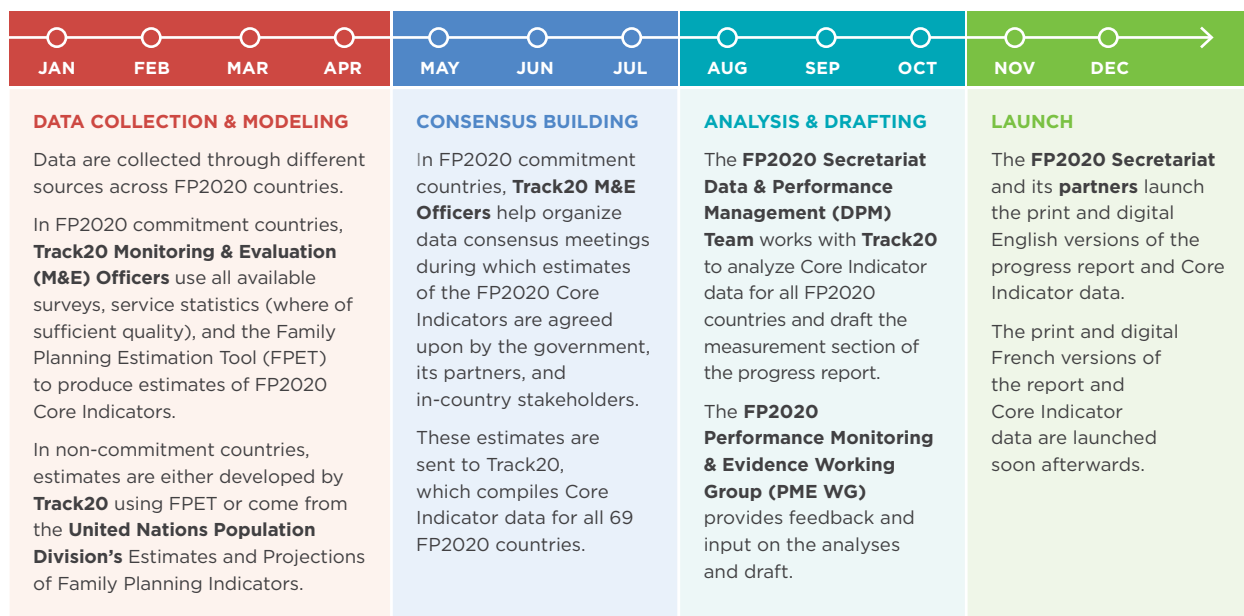 JAN FEB MAR APR MAY JUN JUL AUG SEP OCT NOV DEC
DATA COLLECTION & MODELING
Data are collected through different
sources across FP2020 countries.
In FP2020 commitment countries,
Track20 Monitoring & Evaluation
(M&E) Officers use all available
surveys, service statistics (where of
sufficient quality), and the Family
Planning Estimation Tool (FPET)
to produce estimates of FP2020
Core Indicators.
In non-commitment countries,
estimates are either developed by
Track20 using FPET or come from
the United Nations Population
Division’s Estimates and Projections
of Family Planning Indicators.
CONSENSUS BUILDING
In FP2020 commitment
countries, Track20 M&E
Officers help organize
data consensus meetings
during which estimates
of the FP2020 Core
Indicators are agreed
upon by the government,
its partners, and
in-country stakeholders.
These estimates are
sent to Track20,
which compiles Core
Indicator data for all 69
FP2020 countries.
ANALYSIS & DRAFTING
The FP2020 Secretariat
Data & Performance
Management (DPM)
Team works with Track20
to analyze Core Indicator
data for all FP2020
countries and draft the
measurement section of
the progress report.
The FP2020
Performance Monitoring
& Evidence Working
Group (PME WG)
provides feedback and
input on the analyses
and draft.
LAUNCH
The FP2020 Secretariat
and its partners launch
the print and digital
English versions of the
progress report and Core
Indicator data.
The print and digital
French versions of
the report and
Core Indicator
data are launched
soon afterwards.